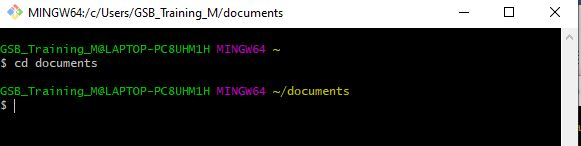 MINGW64:/c/Users/GSB_Training_M/documents
GSB_Training_M@LAPTOP-PC8UHM1H MINGW64 ~
$ cd documents
GSB_Training_M@LAPTOP-PC8UHM1H MINGW64 ~/documents
$